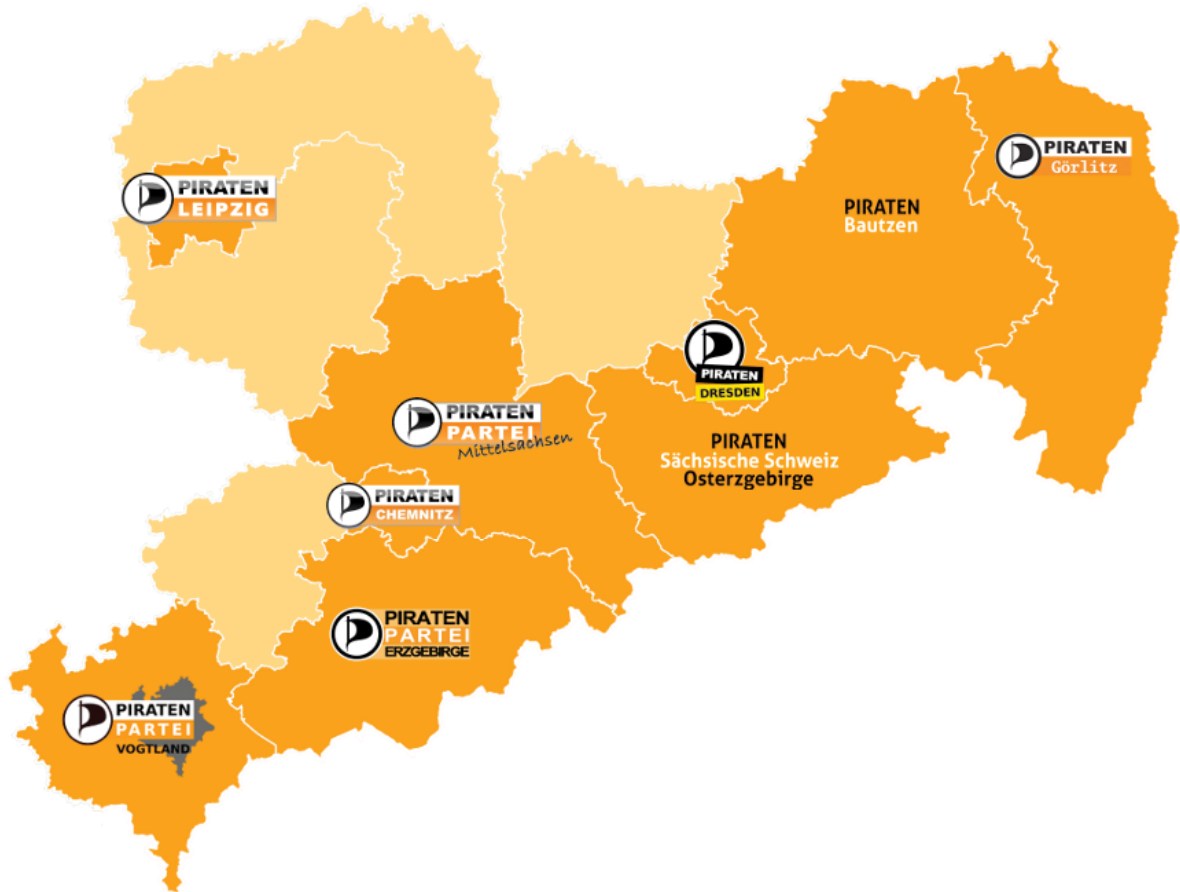 PIRATEN
Görlitz
PIRATEN
LEIPZIG
PIRATEN
Bautzen
PIRATEN
DRESDEN
PIRATEN
PARTEI
Mittelsachsen
PIRATEN
Sächsische Schweiz
Osterzgebirge
PIRATEN
CHEMNITZ
PIRATEN
PARTEI
ERZGEBIRGE
PIRATEN
PARTEI
VOGTLAND